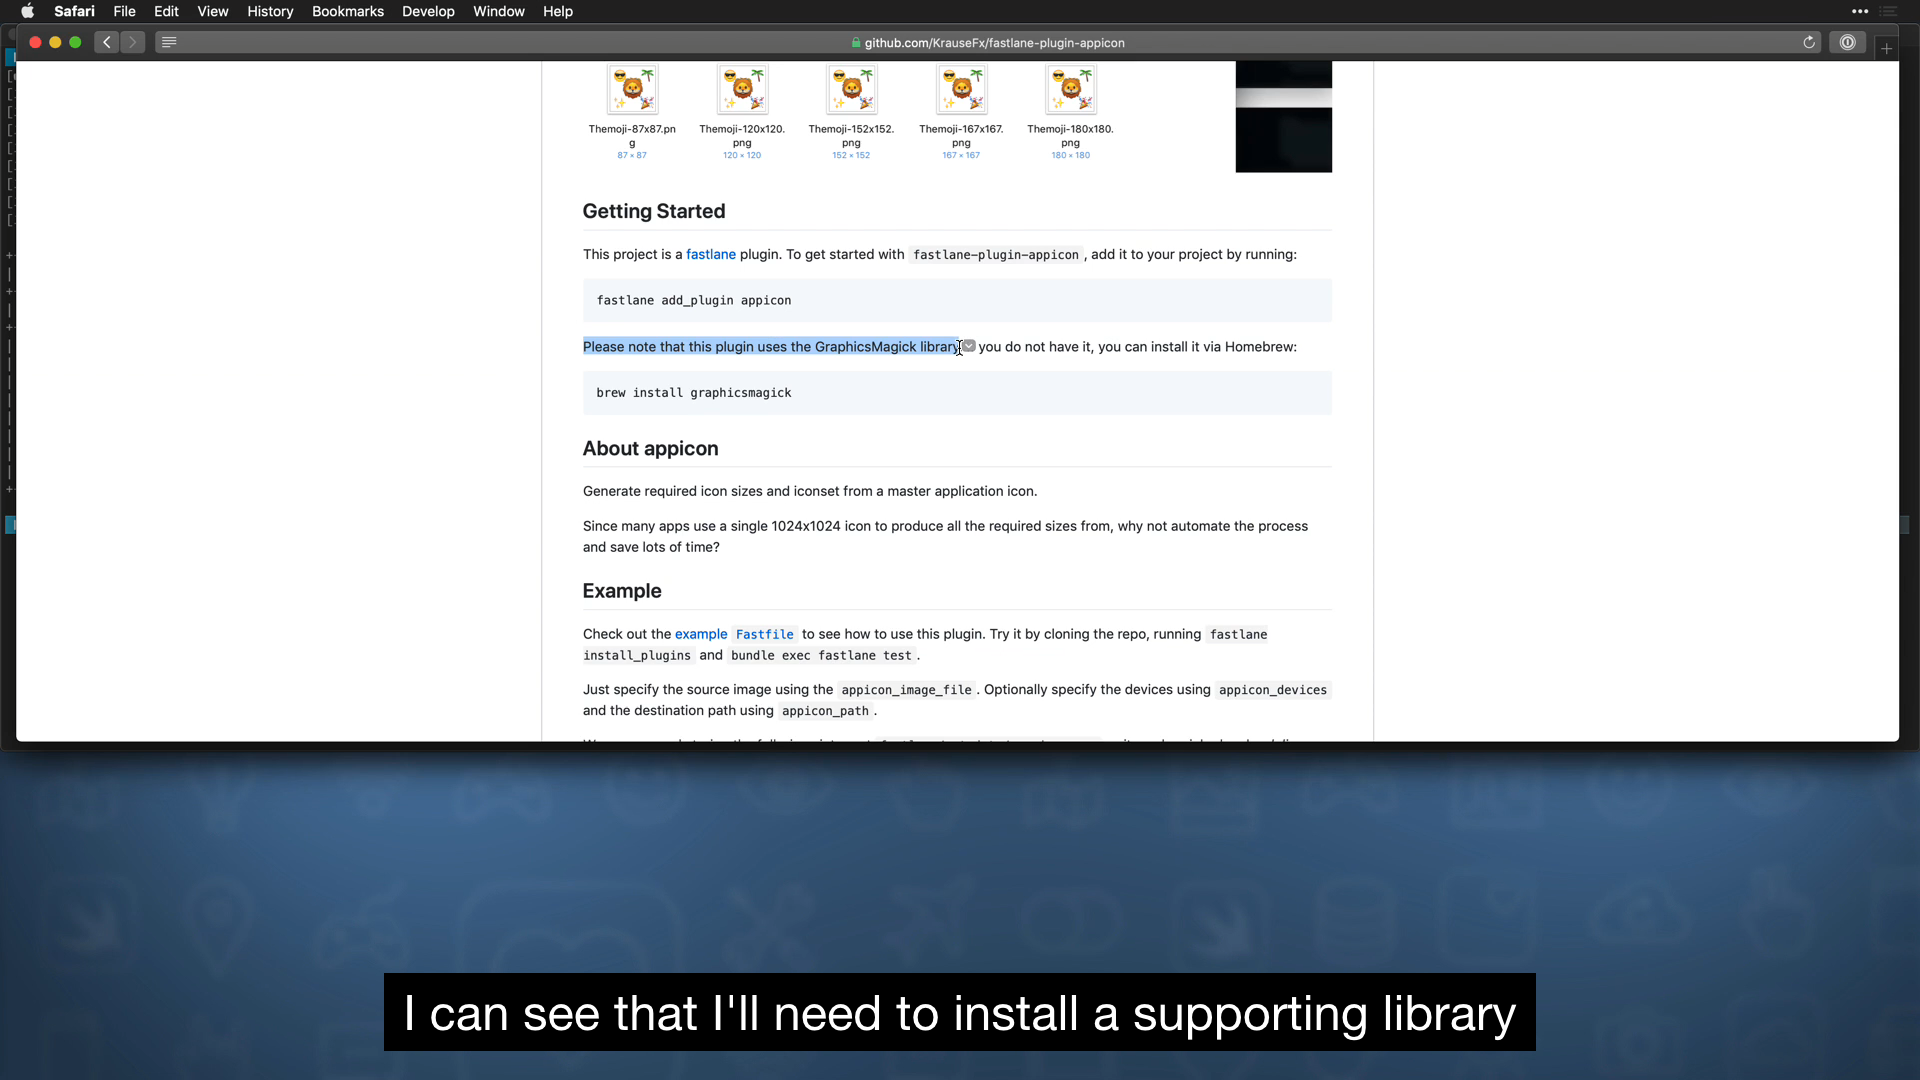 Safari File Edit View History Bookmarks Develop Window Help
github.com/KrauseFx/fastlane-plugin-appicon
Themoji-87x87.pn
g
87 × 87
Themoji-120x120.
png
120 × 120
Themoji-152x152.
png
152 × 152
Themoji-167x167.
png
167 × 167
Themoji-180x180.
png
180 × 180
Getting Started
This project is a fastlane plugin. To get started with fastlane-plugin-appicon , add it to your project by running:
fastlane add_plugin appicon
Please note that this plugin uses the GraphicsMagick library you do not have it, you can install it via Homebrew:
brew install graphicsmagick
About appicon
Generate required icon sizes and iconset from a master application icon.
Since many apps use a single 1024x1024 icon to produce all the required sizes from, why not automate the process
and save lots of time?
Example
Check out the example Fastfile to see how to use this plugin. Try it by cloning the repo, running fastlane
install_plugins and bundle exec fastlane test .
Just specify the source image using the appicon_image_file . Optionally specify the devices using appicon_devices
and the destination path using appicon_path .
I can see that I'll need to install a supporting library